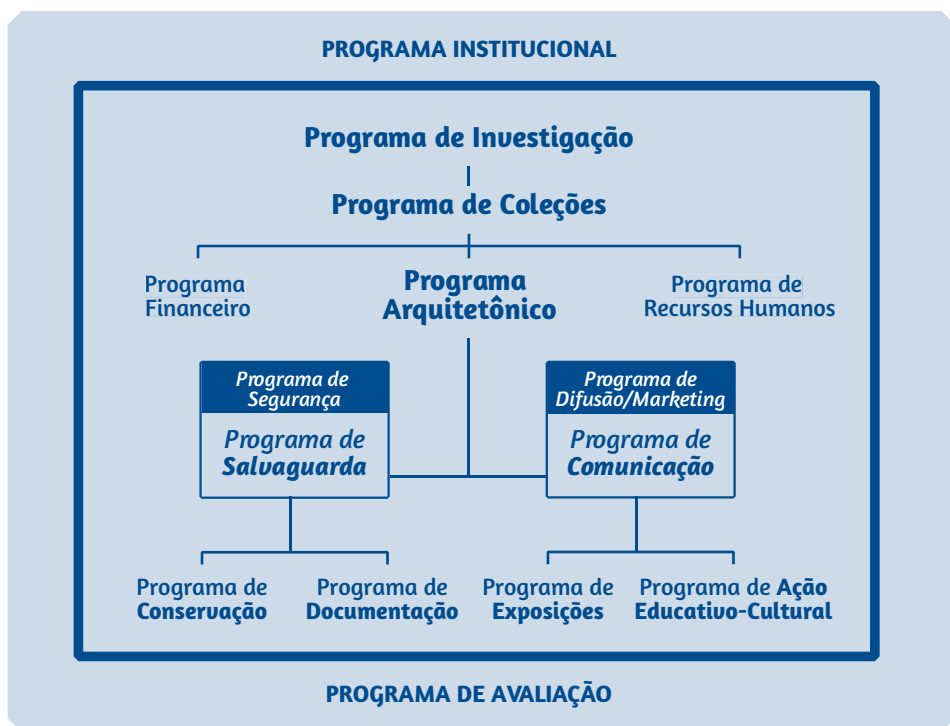 PROGRAMA INSTITUCIONAL
Programa de Investigação
Programa de Coleções
Programa
Financeiro
Programa
Arquitetônico
Programa de
Recursos Humanos
Programa de
Segurança
Programa de
Salvaguarda
Programa de
Difusão/Marketing
Programa de
Comunicação
Programa de
Conservação
Programa de
Documentação
Programa de
Exposições
Programa de Ação
Educativo-Cultural
PROGRAMA DE AVALIAÇÃO